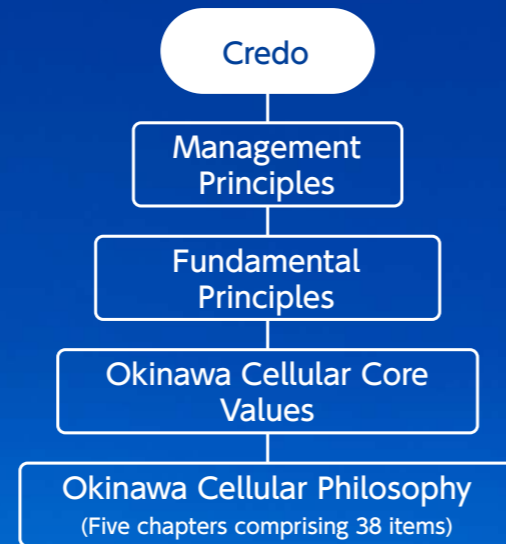 Credo
Management
Principles
Fundamental
Principles
Okinawa Cellular Core
Values
Okinawa Cellular Philosophy
(Five chapters comprising 38 items)